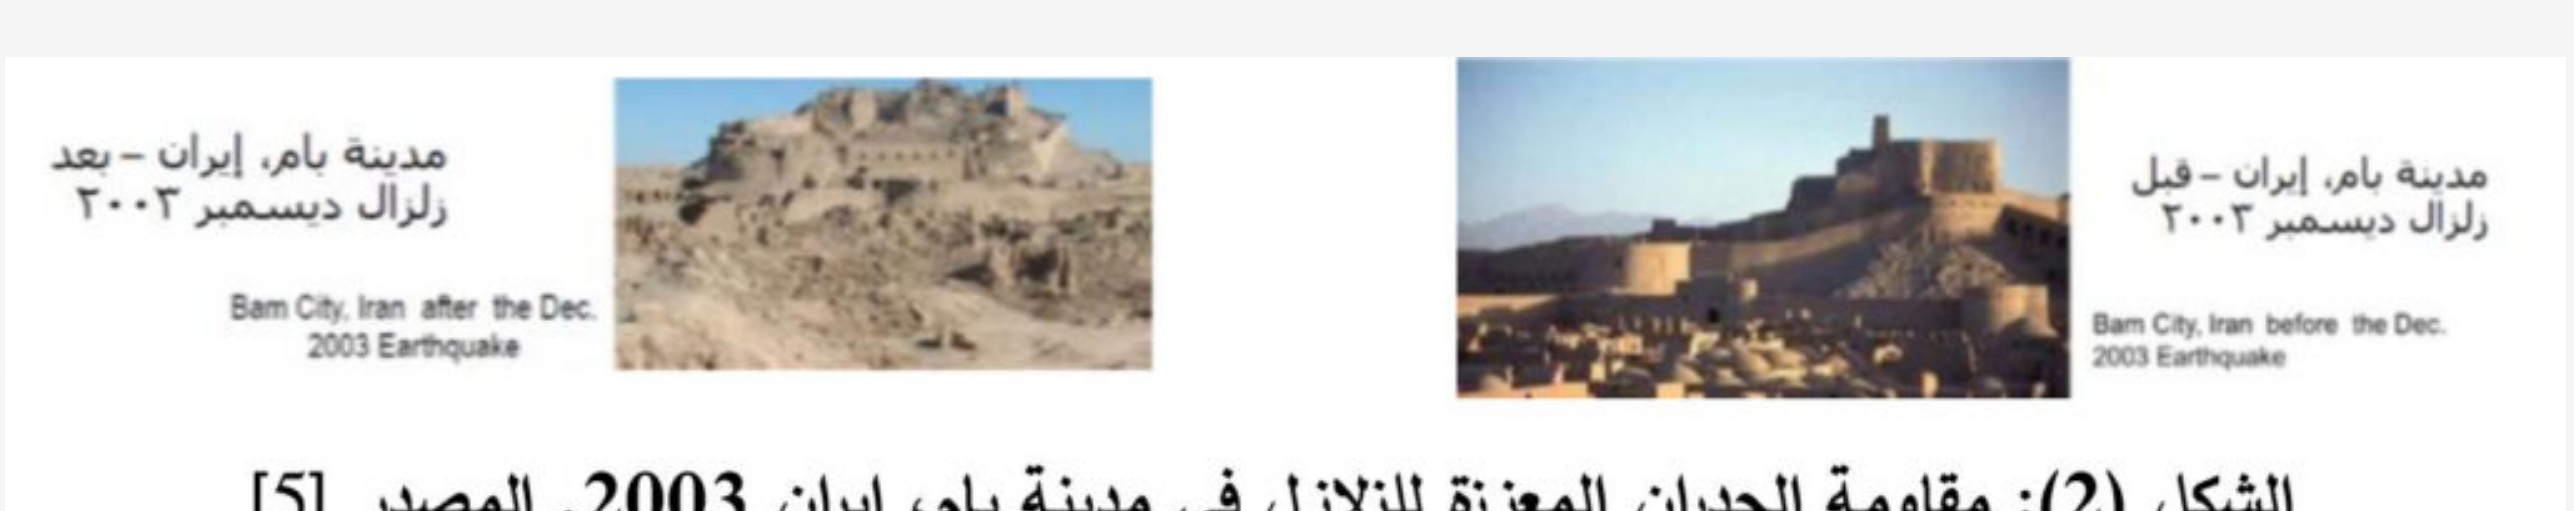 مدينة بام، إيران – قبل
زلزال ديسمبر ٢٠٠٣
Bam City, Iran before the Dec.
2003 Earthquake
مدينة بام، إيران – بعد
زلزال ديسمبر ٢٠٠٣
Bam City, Iran after the Dec.
2003 Earthquake
الشكل (2): مقاومة الجدران المعززة للزلازل في مدينة بام، ايران 2003. المصدر [5]